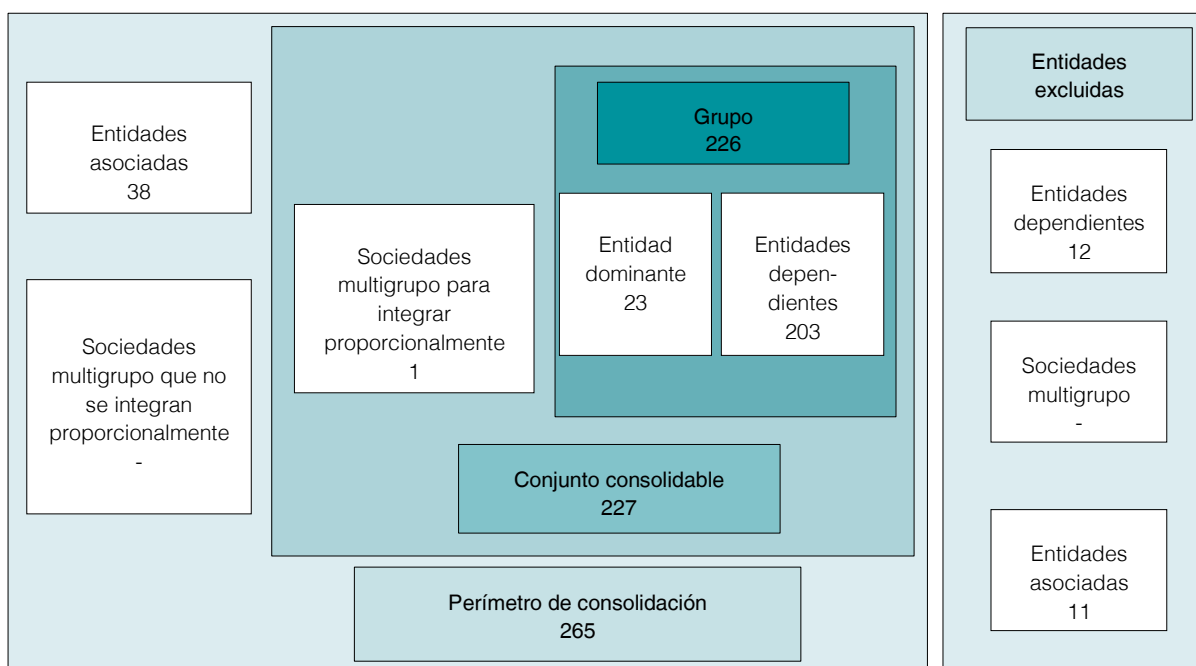 Entidades
asociadas
38
Sociedades
multigrupo que no
se integran
proporcionalmente
-
Sociedades
multigrupo para
integrar
proporcionalmente
1
Grupo
226
Entidad
dominante
23
Entidades
depen-
dientes
203
Conjunto consolidable
227
Perímetro de consolidación
265
Entidades
excluidas
Entidades
dependientes
12
Sociedades
multigrupo
-
Entidades
asociadas
11